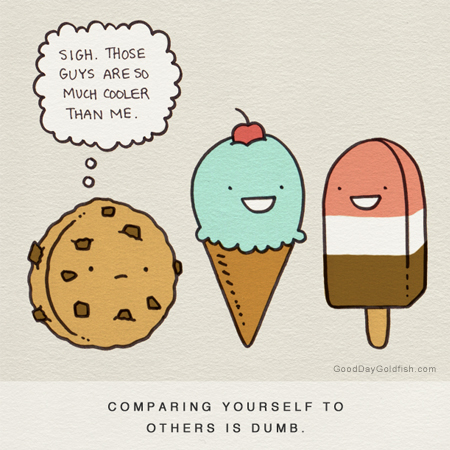 SIGH. THOSE
GUYS ARE SO
MUCH COOLER
THAN ME.
GoodDayGoldfish.com
COMPARING YOURSELF TO
OTHERS IS DUMB.